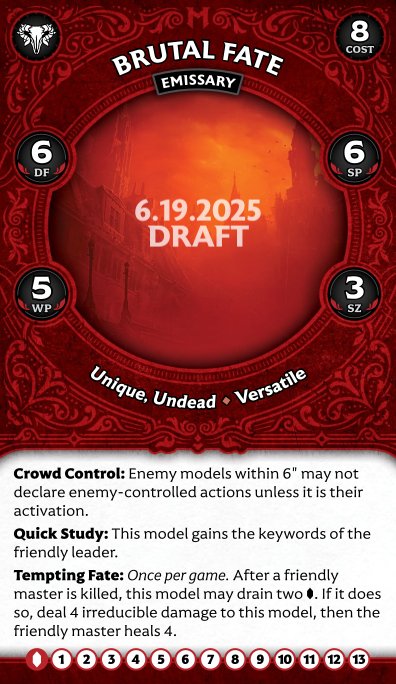 8
COST
BRUTAL FATE
EMISSARY
6
DF
6
SP
6.19.2025
DRAFT
5
WP
3
SZ
Unique, Undead ◆ Versatile
Crowd Control: Enemy models within 6" may not
declare enemy-controlled actions unless it is their
activation.
Quick Study: This model gains the keywords of the
friendly leader.
Tempting Fate: Once per game. After a friendly
master is killed, this model may drain two . If it does
so, deal 4 irreducible damage to this model, then the
friendly master heals 4.
1 2 3 4 5 6 7 8 9 10 11 12 13